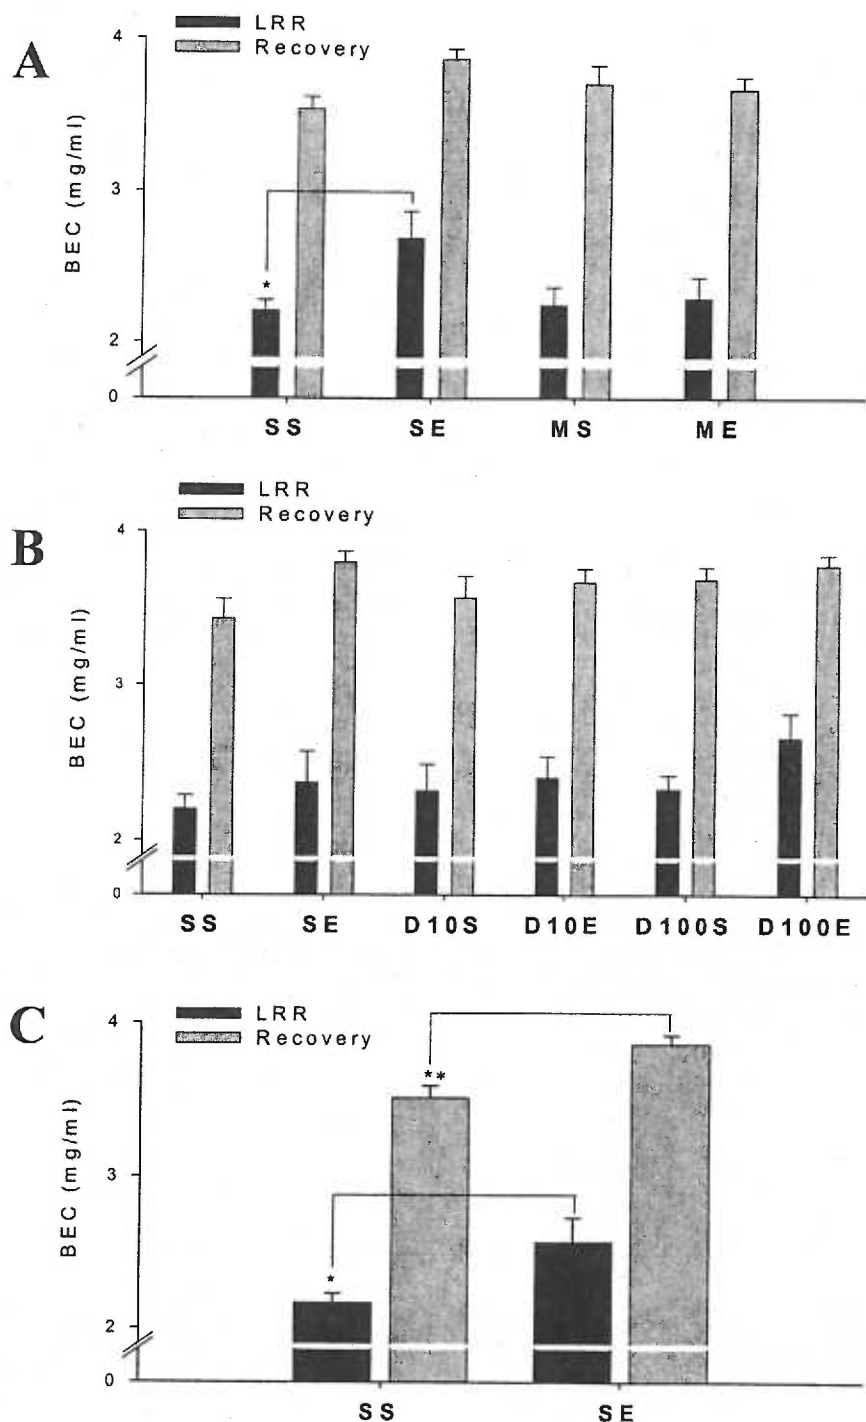 A
LRR
Recovery
4
3
2
0
BEC (mg/ml)
*
SS SE MS ME
B
LRR
Recovery
4
3
2
0
BEC (mg/ml)
SS SE D10S D10E D100S D100E
C
LRR
Recovery
4
3
2
0
BEC (mg/ml)
**
*
SS SE